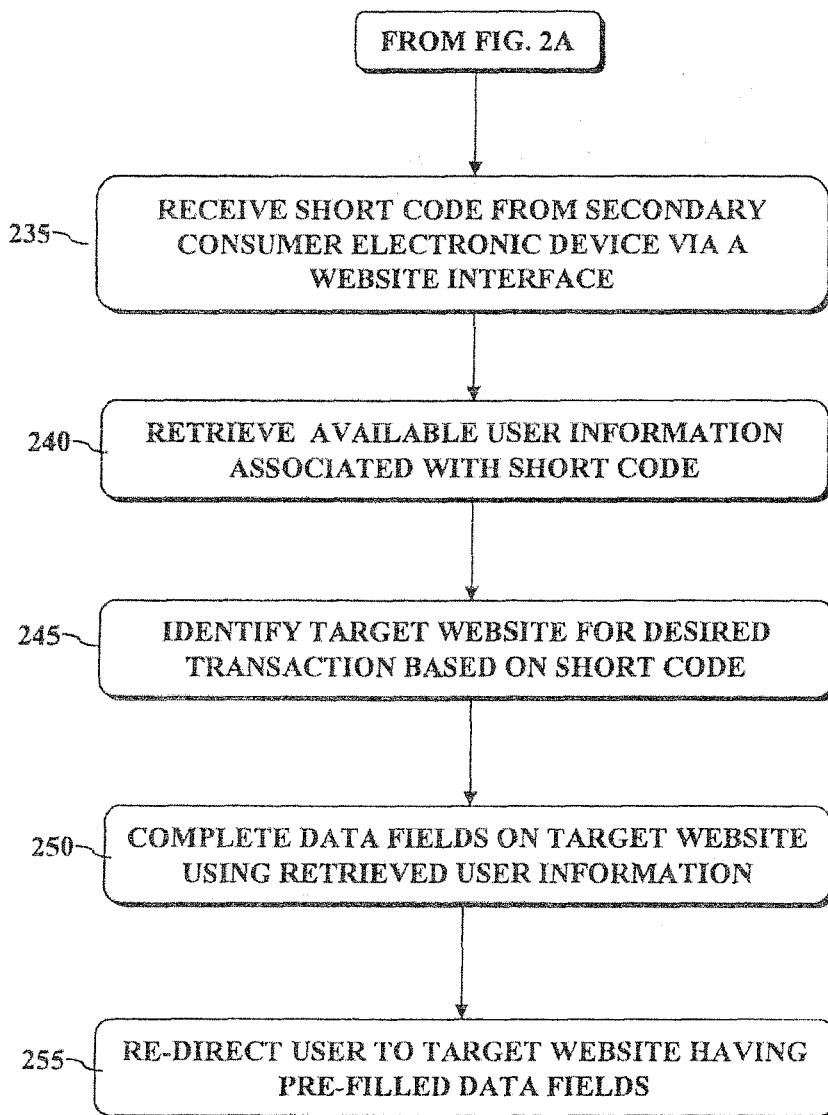 FROM FIG. 2A
235
RECEIVE SHORT CODE FROM SECONDARY
CONSUMER ELECTRONIC DEVICE VIA A
WEBSITE INTERFACE
240
RETRIEVE AVAILABLE USER INFORMATION
ASSOCIATED WITH SHORT CODE
245
IDENTIFY TARGET WEBSITE FOR DESIRED
TRANSACTION BASED ON SHORT CODE
250
COMPLETE DATA FIELDS ON TARGET WEBSITE
USING RETRIEVED USER INFORMATION
255
RE-DIRECT USER TO TARGET WEBSITE HAVING
PRE-FILLED DATA FIELDS